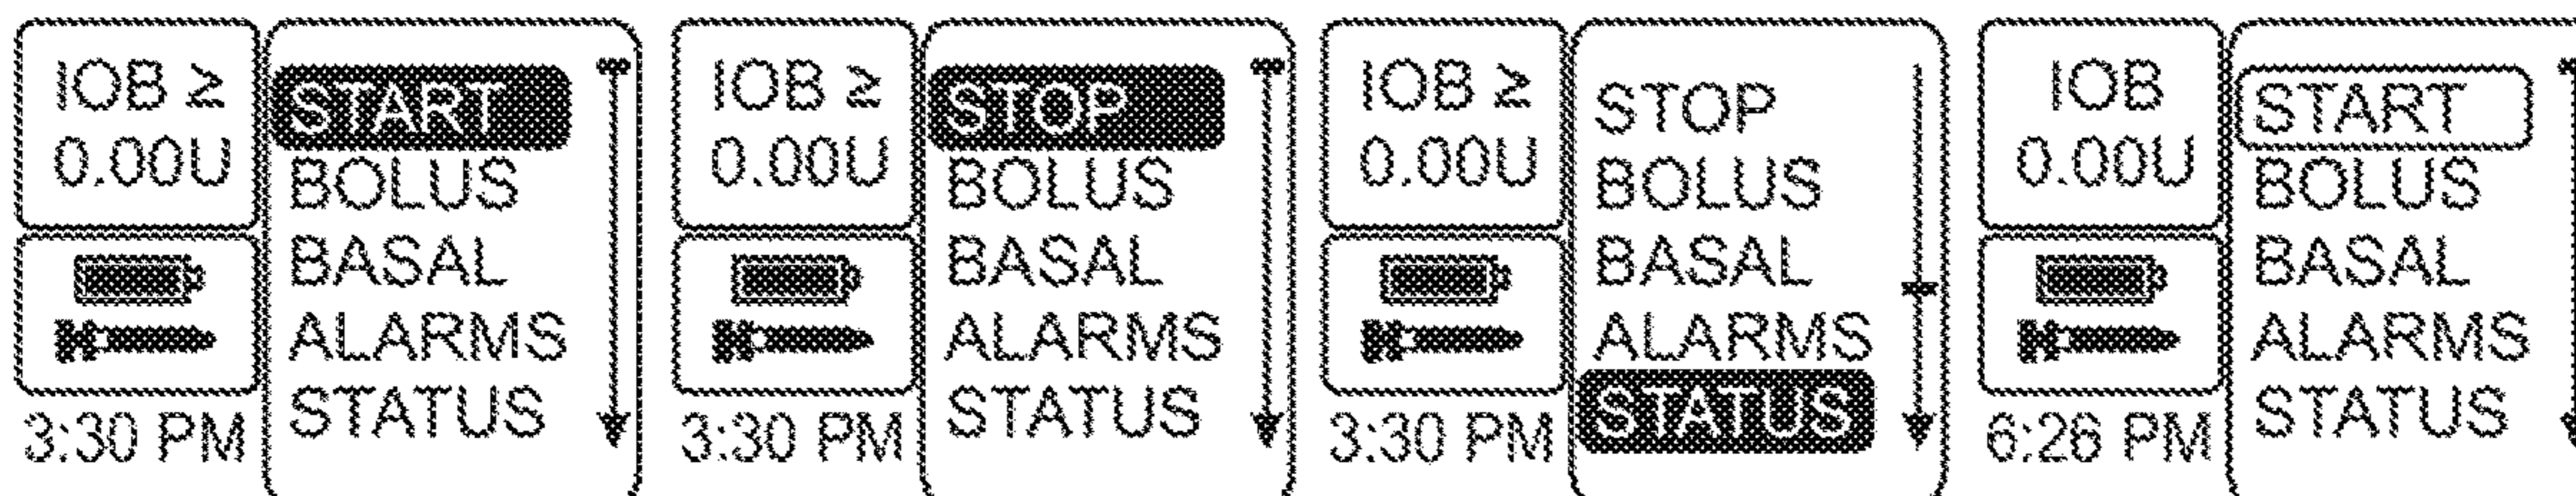 IOB ≥
0.00U
3:30 PM
START
BOLUS
BASAL
ALARMS
STATUS
IOB ≥
0.00U
3:30 PM
STOP
BOLUS
BASAL
ALARMS
STATUS
IOB ≥
0.00U
3:30 PM
STOP
BOLUS
BASAL
ALARMS
STATUS
IOB
0.00U
6:26 PM
START
BOLUS
BASAL
ALARMS
STATUS